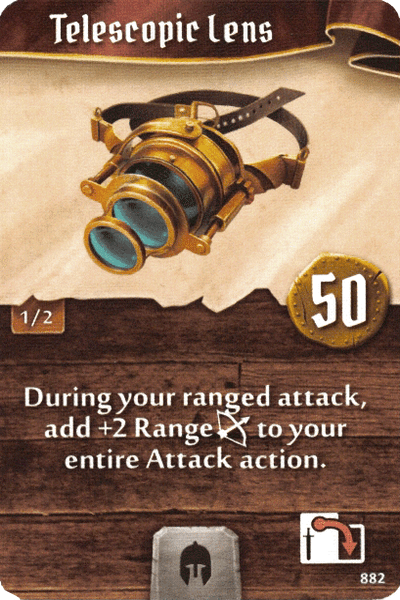 Telescopic Lens
50
1/2
During your ranged attack,
add +2 Range to your
entire Attack action.
882